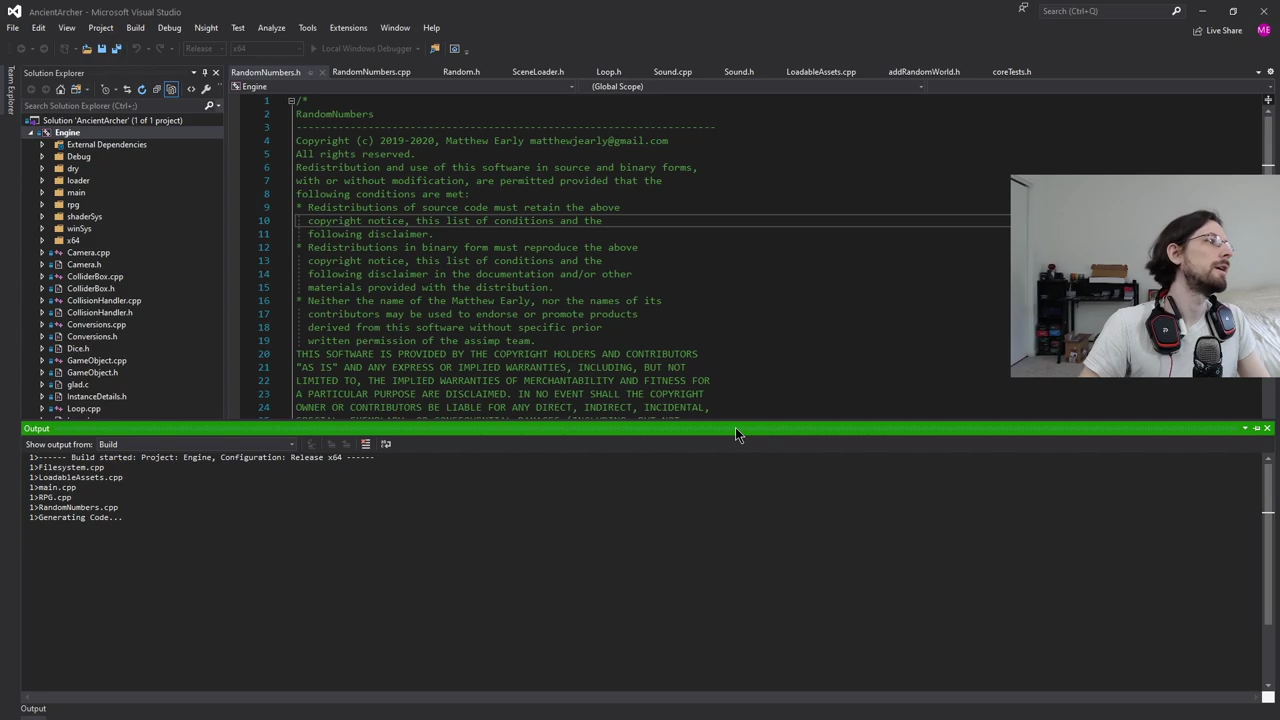 AncientArcher - Microsoft Visual Studio
Search (Ctrl+Q)
File Edit View Project Build Debug Nsight Test Analyze Tools Extensions Window Help
Live Share
ME
Release x64 Local Windows Debugger
Team Explorer
Solution Explorer
Search Solution Explorer (Ctrl+;)
Solution 'AncientArcher' (1 of 1 project)
Engine
External Dependencies
Debug
dry
loader
main
rpg
shaderSys
winSys
x64
Camera.cpp
Camera.h
ColliderBox.cpp
ColliderBox.h
CollisionHandler.cpp
CollisionHandler.h
Conversions.cpp
Conversions.h
Dice.h
GameObject.cpp
GameObject.h
glad.c
InstanceDetails.h
Loop.cpp
RandomNumbers.h RandomNumbers.cpp Random.h SceneLoader.h Loop.h Sound.cpp Sound.h LoadableAssets.cpp addRandomWorld.h coreTests.h
Engine (Global Scope)
1 /*
2 RandomNumbers
3 ----------------------------------------------------------------------
4 Copyright (c) 2019-2020, Matthew Early matthewjearly@gmail.com
5 All rights reserved.
6 Redistribution and use of this software in source and binary forms,
7 with or without modification, are permitted provided that the
8 following conditions are met:
9 * Redistributions of source code must retain the above
10 copyright notice, this list of conditions and the
11 following disclaimer.
12 * Redistributions in binary form must reproduce the above
13 copyright notice, this list of conditions and the
14 following disclaimer in the documentation and/or other
15 materials provided with the distribution.
16 * Neither the name of the Matthew Early, nor the names of its
17 contributors may be used to endorse or promote products
18 derived from this software without specific prior
19 written permission of the assimp team.
20 THIS SOFTWARE IS PROVIDED BY THE COPYRIGHT HOLDERS AND CONTRIBUTORS
21 "AS IS" AND ANY EXPRESS OR IMPLIED WARRANTIES, INCLUDING, BUT NOT
22 LIMITED TO, THE IMPLIED WARRANTIES OF MERCHANTABILITY AND FITNESS FOR
23 A PARTICULAR PURPOSE ARE DISCLAIMED. IN NO EVENT SHALL THE COPYRIGHT
24 OWNER OR CONTRIBUTORS BE LIABLE FOR ANY DIRECT, INDIRECT, INCIDENTAL,
Output
Show output from: Build
1>------ Build started: Project: Engine, Configuration: Release x64 ------
1>Filesystem.cpp
1>LoadableAssets.cpp
1>main.cpp
1>RPG.cpp
1>RandomNumbers.cpp
1>Generating Code...
Output